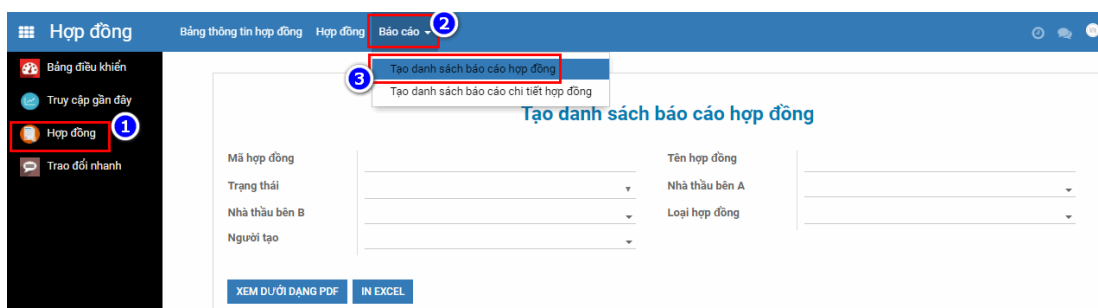 Hợp đồng
Bảng thông tin hợp đồng Hợp đồng Báo cáo
2
Bảng điều khiển
Truy cập gần đây
Hợp đồng
1
Trao đổi nhanh
3
Tạo danh sách báo cáo hợp đồng
Tạo danh sách báo cáo chi tiết hợp đồng
Tạo danh sách báo cáo hợp đồng
Mã hợp đồng
Tên hợp đồng
Trạng thái
Nhà thầu bên A
Nhà thầu bên B
Loại hợp đồng
Người tạo
XEM DƯỚI DẠNG PDF
IN EXCEL